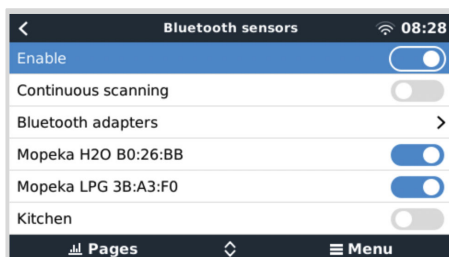 Bluetooth sensors 08:28
Enable
Continuous scanning
Bluetooth adapters
Mopeka H2O B0:26:BB
Mopeka LPG 3B:A3:F0
Kitchen
Pages Menu